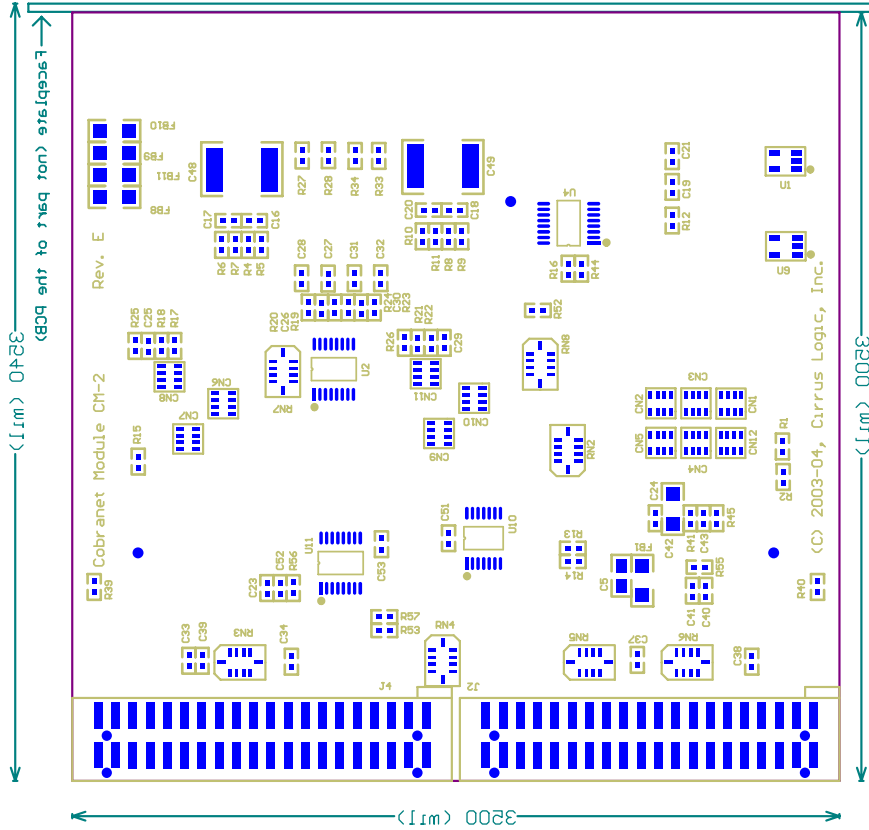 Faceplate (not part of the PCB)
3540 (mil)
3500 (mil)
3500 (mil)
Rev. E
Cobranet Module CM-2
(C) 2003-04, Cirrus Logic, Inc.
FB10
FB9
FB11
FB8
C48
R27
R28
R34
R33
C49
C21
C19
R12
U1
U9
U4
C17
C16
R6
R7
R4
R5
C20
C18
R10
R11
R8
R9
R16
R44
C28
C27
C31
C32
R20
C26
R19
R24
C30
R23
R52
R25
C25
R18
R17
R26
R21
R22
C29
RN8
U2
RN7
CN8
CN6
CN7
CN11
CN10
CN9
RN2
CN2
CN3
CN1
CN5
CN4
CN12
R1
R2
R15
C24
C42
R41
C43
R45
C51
U10
U11
C53
R13
R14
FB1
C5
R55
C41
C40
R40
R39
C23
C52
R56
R57
R53
RN4
C33
C39
RN3
C34
RN5
C37
RN6
C38
J4
J2